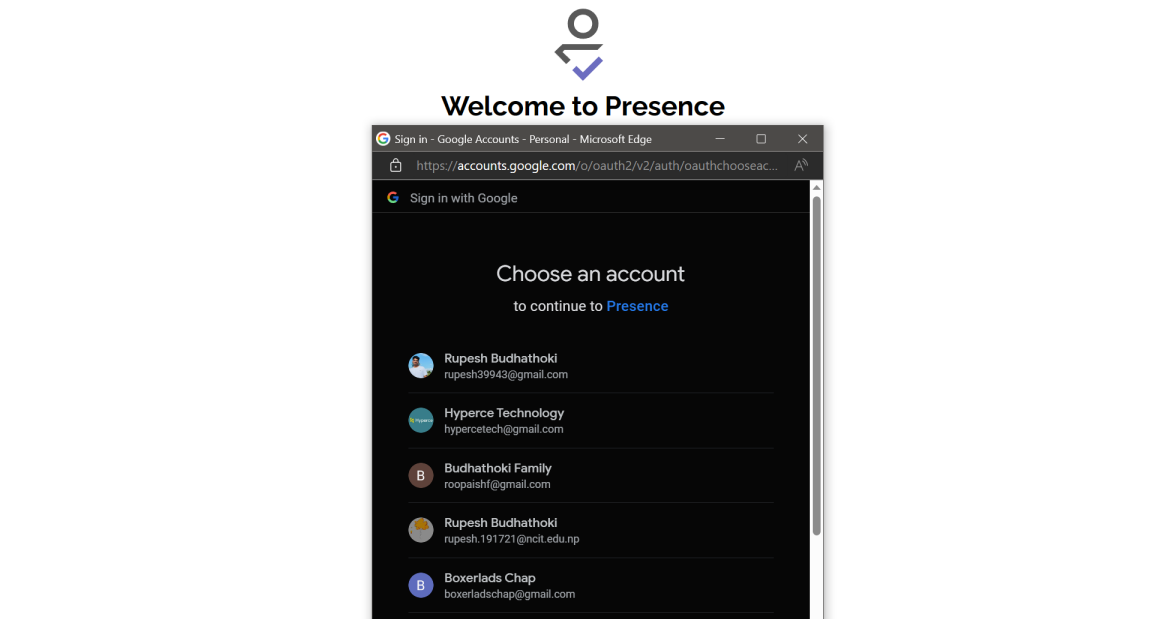 Welcome to Presence
Sign in - Google Accounts - Personal - Microsoft Edge
https://accounts.google.com/o/oauth2/v2/auth/oauthchooseac...
Sign in with Google
Choose an account
to continue to Presence
Rupesh Budhathoki
rupesh39943@gmail.com
Hyperce
Hyperce Technology
hypercetech@gmail.com
B
Budhathoki Family
roopaishf@gmail.com
Rupesh Budhathoki
rupesh.191721@ncit.edu.np
B
Boxerlads Chap
boxerladschap@gmail.com